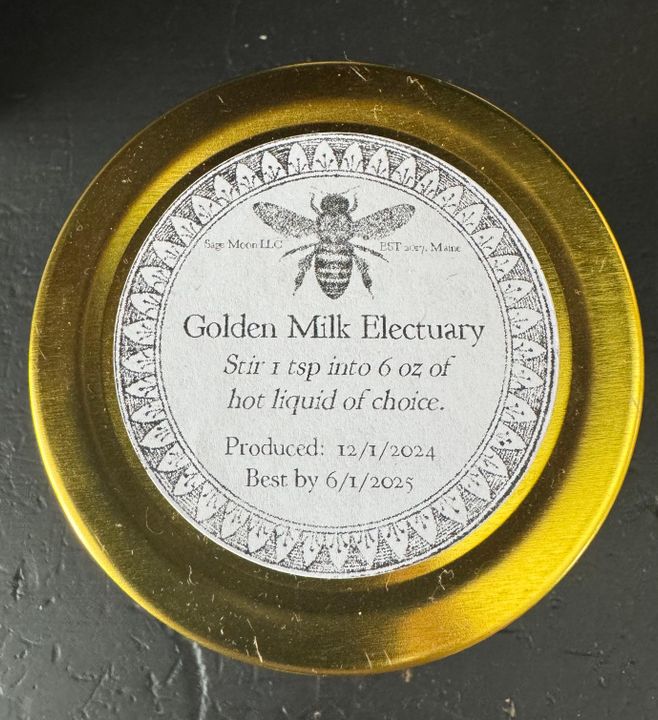 Sage Moon LLC
EST 2017, Maine
Golden Milk Electuary
Stir 1 tsp into 6 oz of
hot liquid of choice.
Produced: 12/1/2024
Best by 6/1/2025